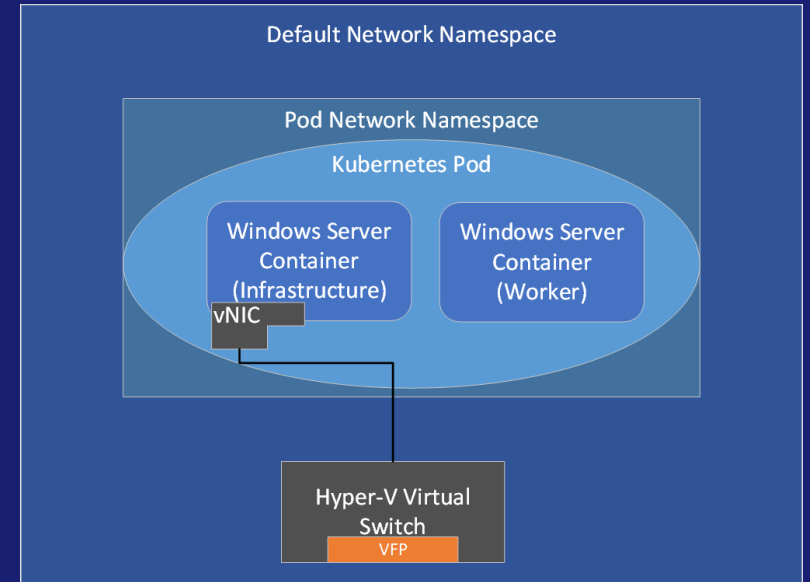 Default Network Namespace
Pod Network Namespace
Kubernetes Pod
Windows Server
Container
(Infrastructure)
Windows Server
Container
(Worker)
vNIC
Hyper-V Virtual
Switch
VFP